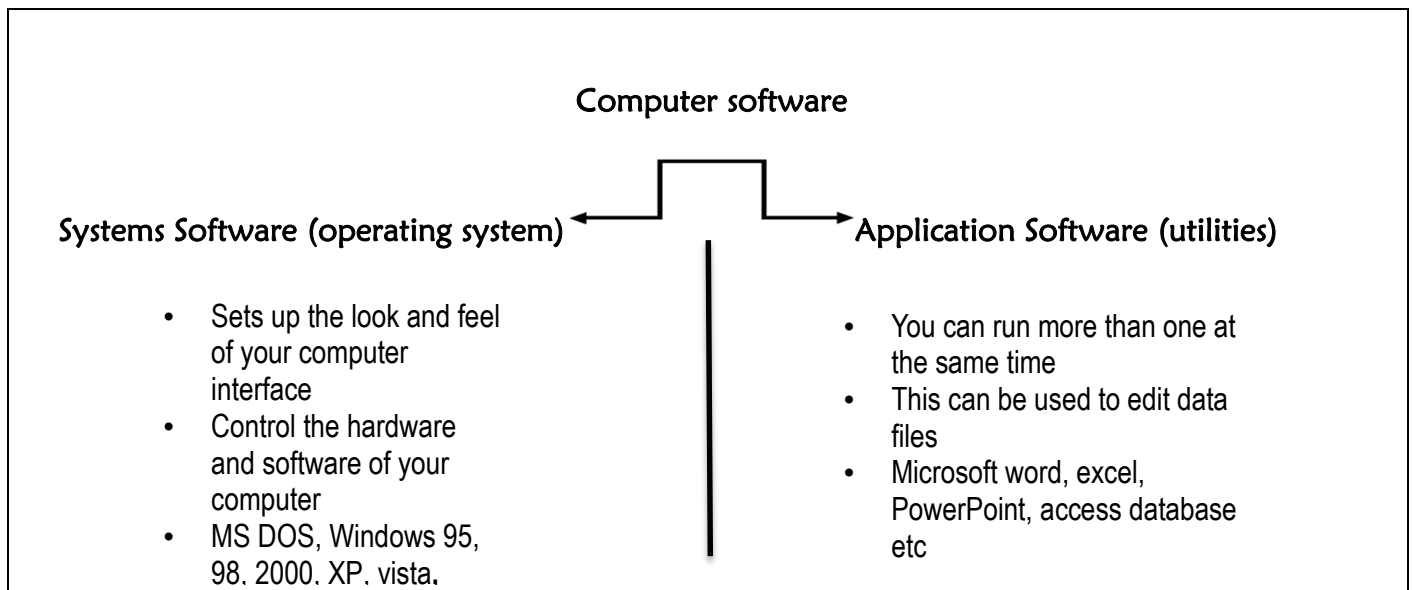 Computer software
Systems Software (operating system)
Application Software (utilities)
• Sets up the look and feel
of your computer
interface
• Control the hardware
and software of your
computer
• MS DOS, Windows 95,
98, 2000, XP, vista.
• You can run more than one at
the same time
• This can be used to edit data
files
• Microsoft word, excel,
PowerPoint, access database
etc